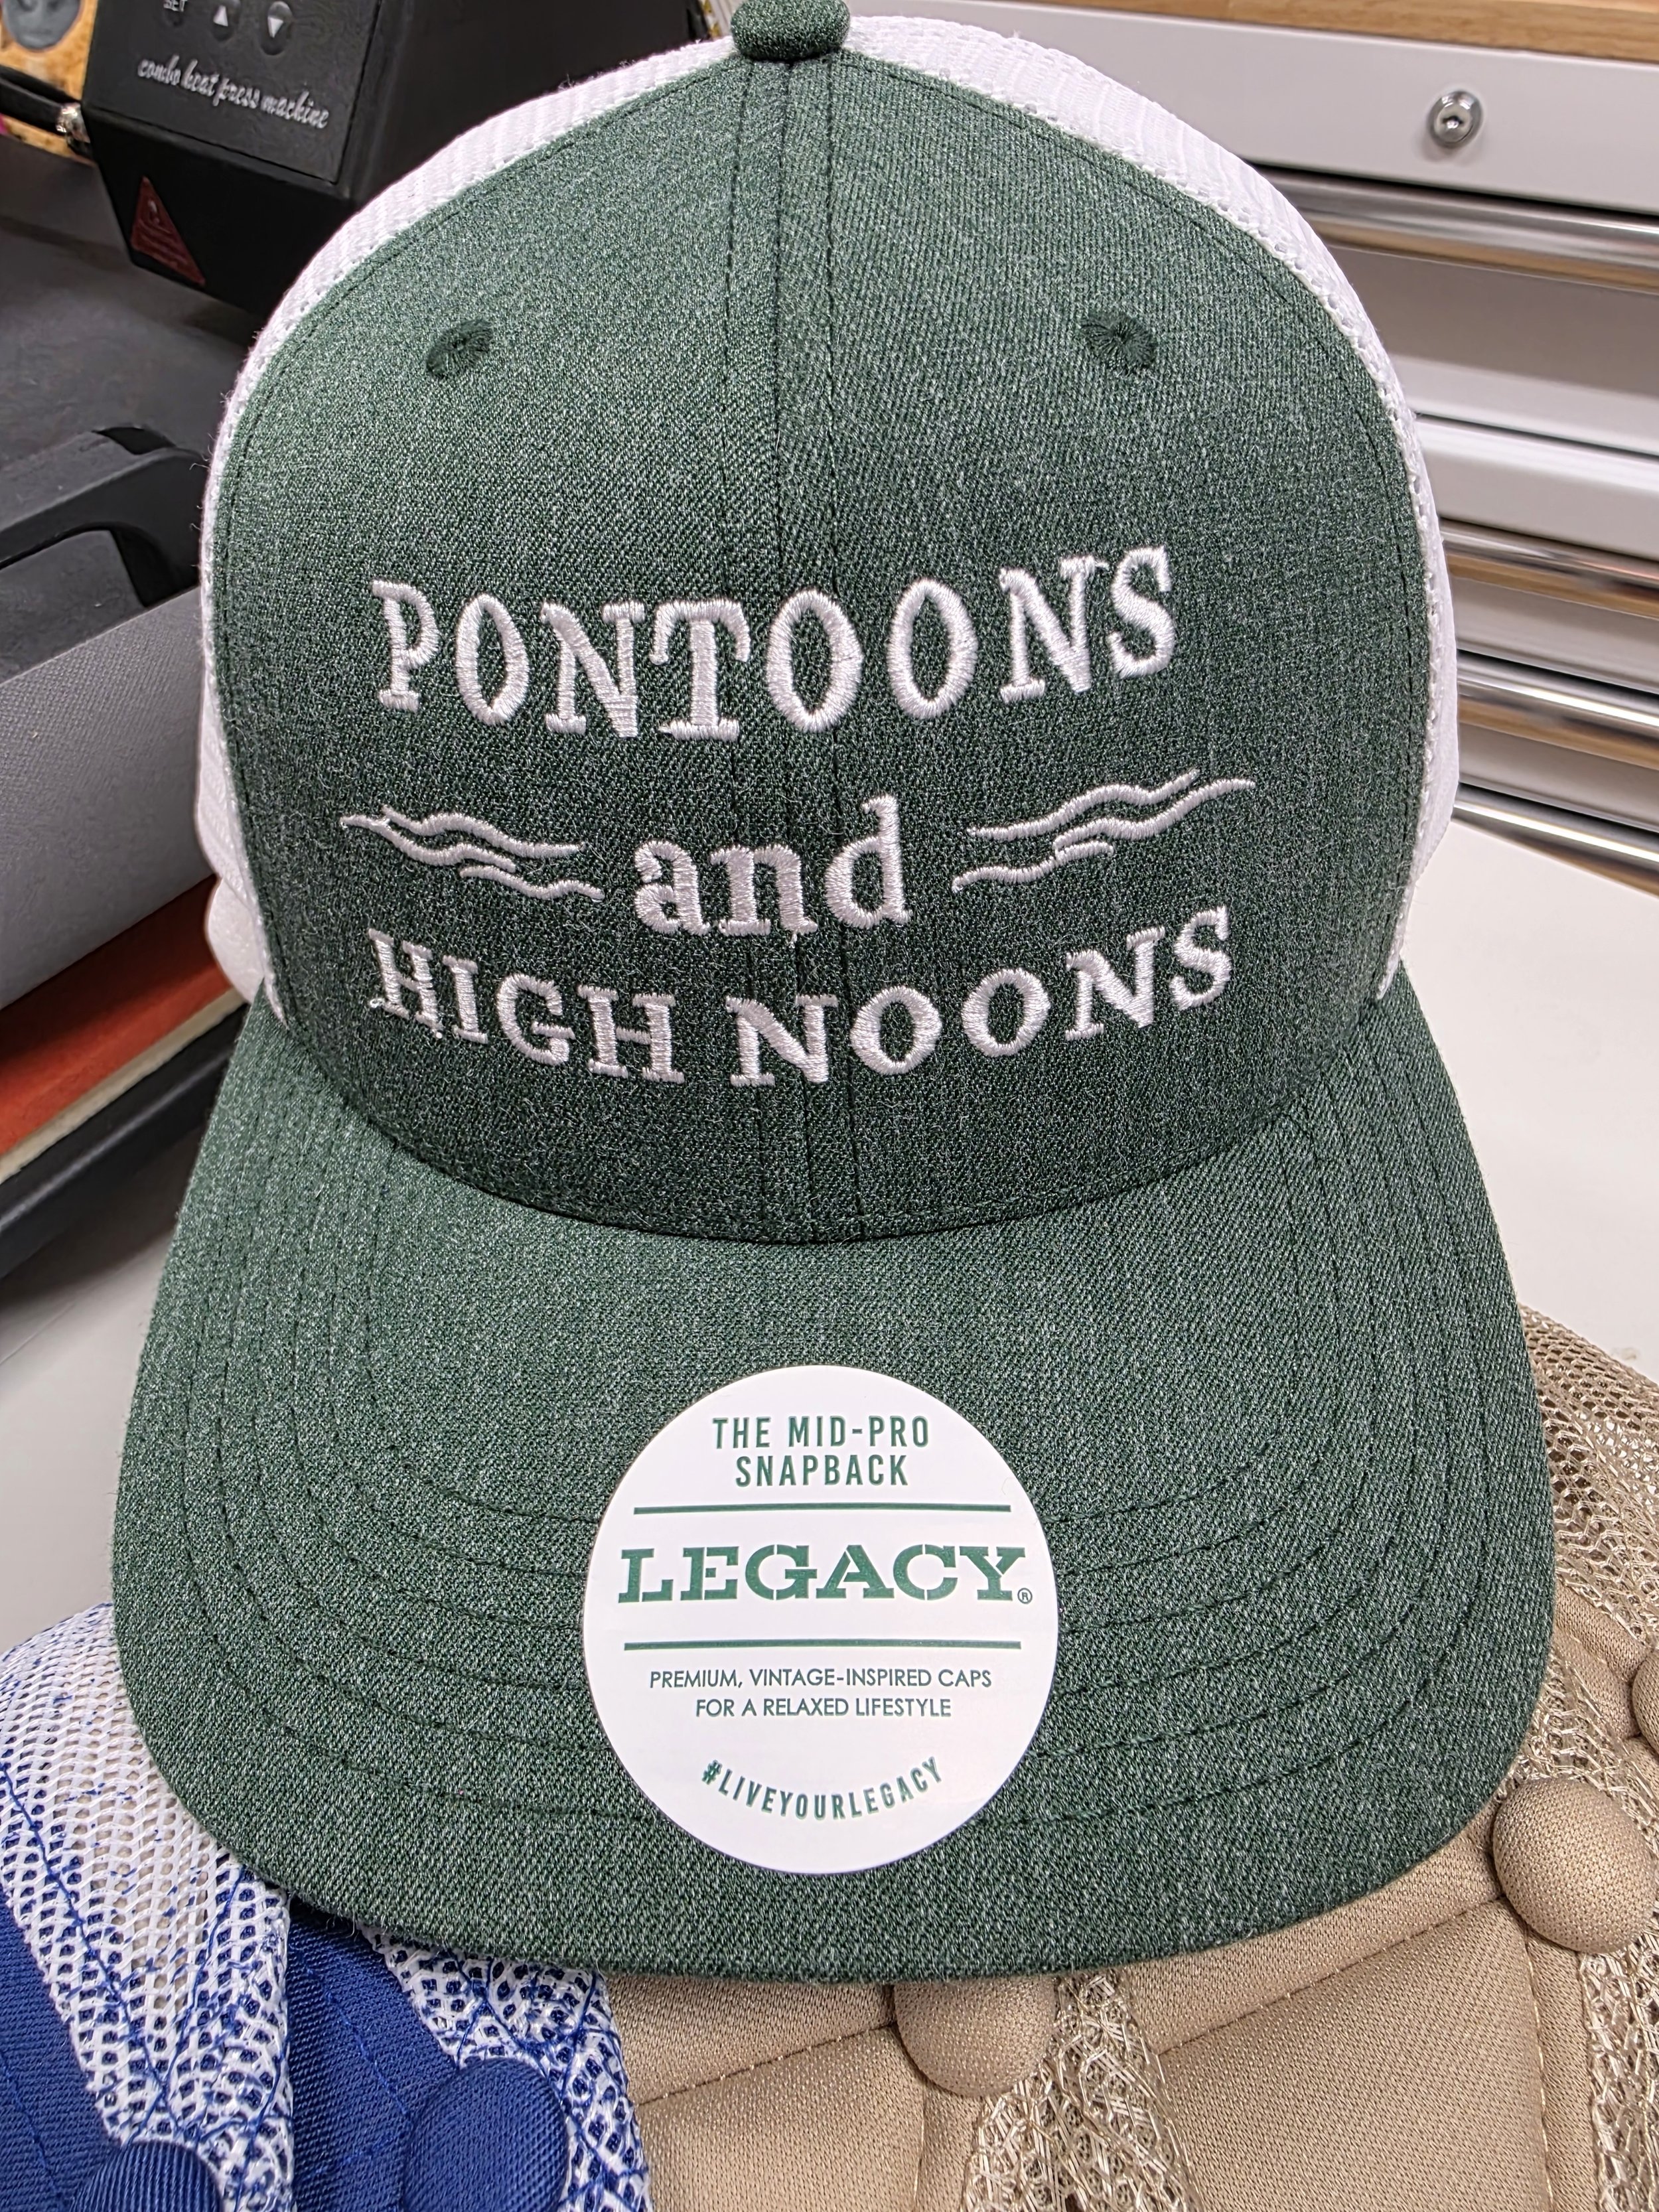 SET
combo heat press machine
PONTOONS
and
HIGH NOONS
THE MID-PRO
SNAPBACK
LEGACY®
PREMIUM, VINTAGE-INSPIRED CAPS
FOR A RELAXED LIFESTYLE
#LIVEYOURLEGACY